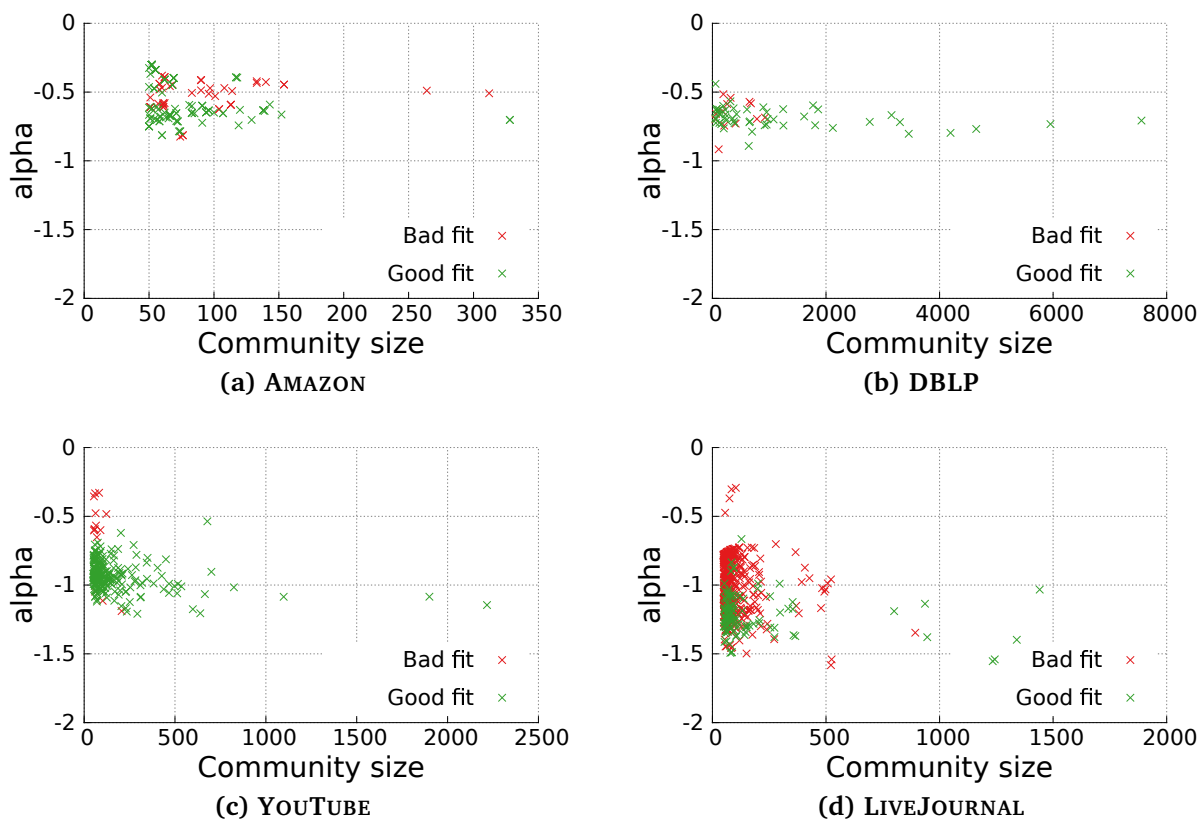 0
-0.5
-1
-1.5
-2
alpha
0 50 100 150 200 250 300 350
Community size
Bad fit
Good fit
(a) AMAZON
0
-0.5
-1
-1.5
-2
alpha
0 2000 4000 6000 8000
Community size
Bad fit
Good fit
(b) DBLP
0
-0.5
-1
-1.5
-2
alpha
0 500 1000 1500 2000 2500
Community size
Bad fit
Good fit
(c) YOUTUBE
0
-0.5
-1
-1.5
-2
alpha
0 500 1000 1500 2000
Community size
Bad fit
Good fit
(d) LIVEJOURNAL